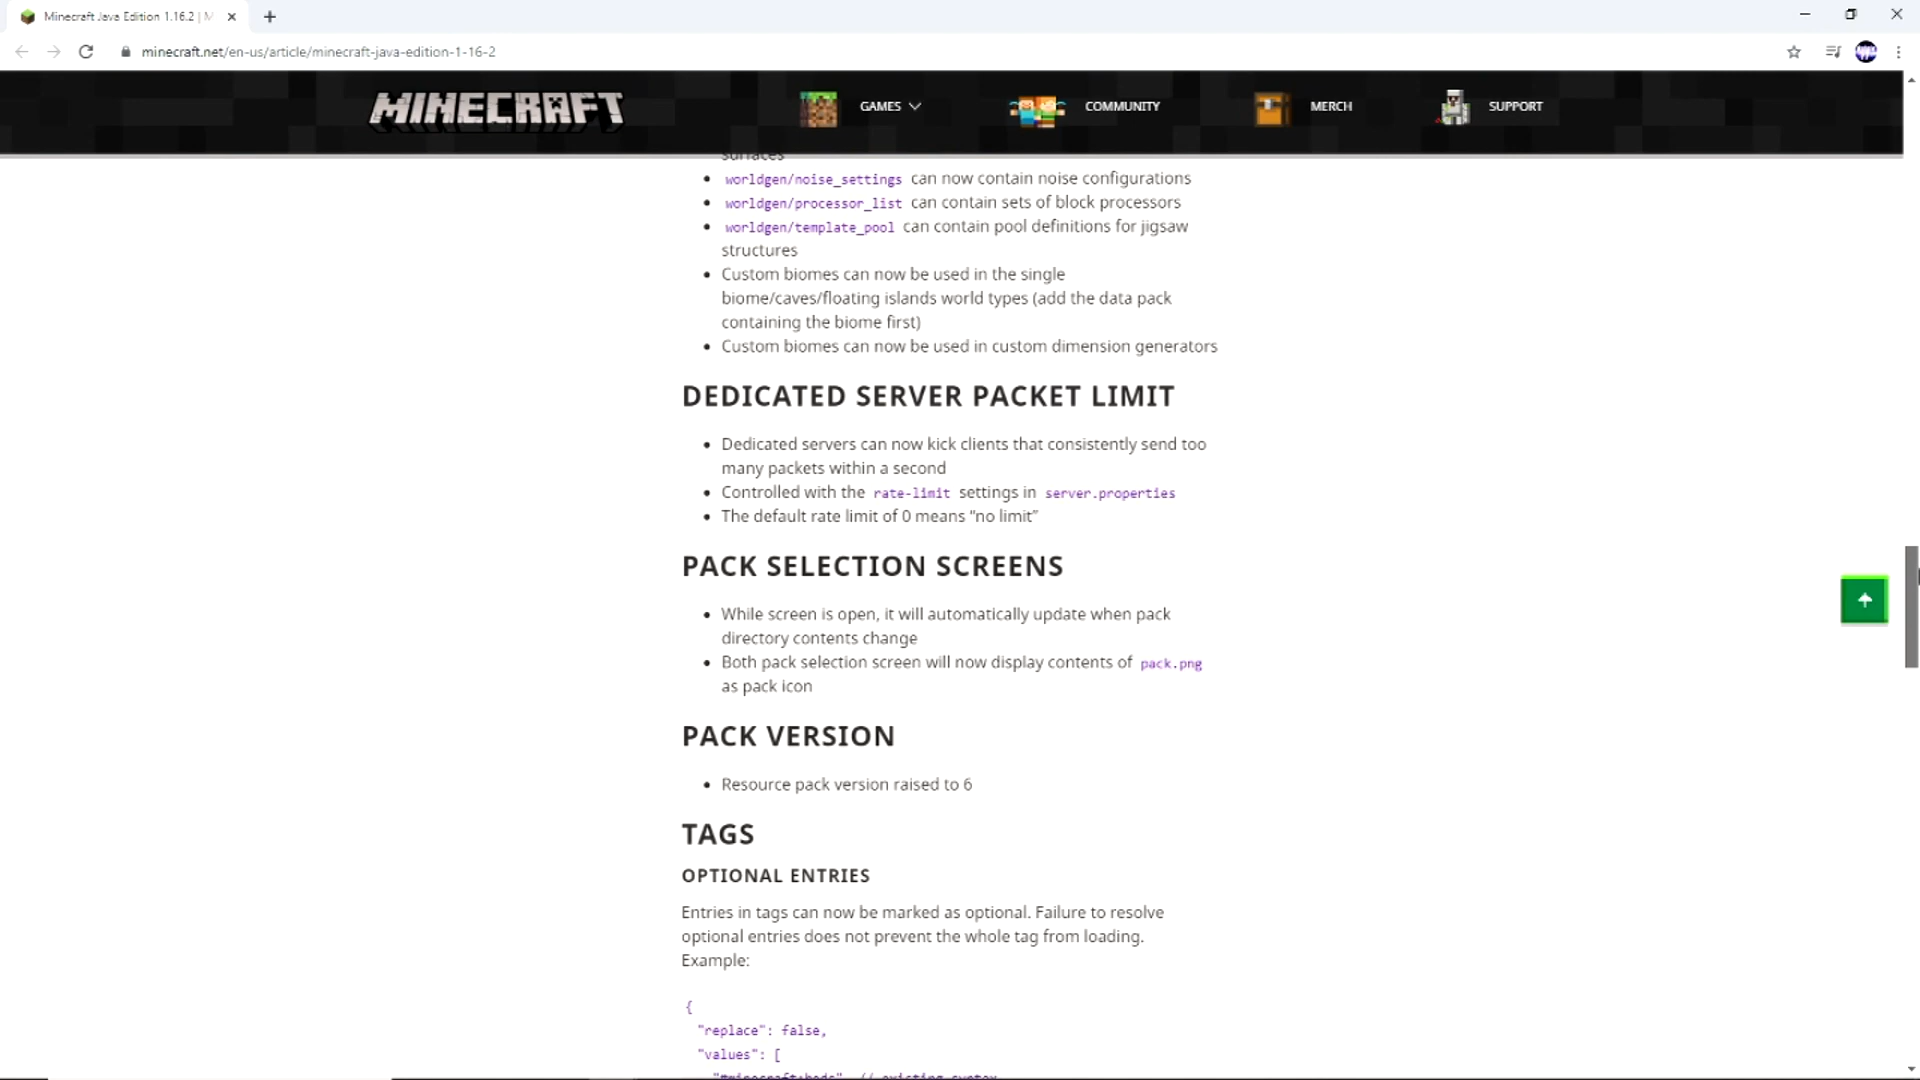 Minecraft Java Edition 1.16.2 | M
minecraft.net/en-us/article/minecraft-java-edition-1-16-2
MINECRAFT
GAMES
COMMUNITY
MERCH
SUPPORT
surfaces
worldgen/noise_settings can now contain noise configurations
worldgen/processor_list can contain sets of block processors
worldgen/template_pool can contain pool definitions for jigsaw
structures
Custom biomes can now be used in the single
biome/caves/floating islands world types (add the data pack
containing the biome first)
Custom biomes can now be used in custom dimension generators
DEDICATED SERVER PACKET LIMIT
Dedicated servers can now kick clients that consistently send too
many packets within a second
Controlled with the rate-limit settings in server.properties
The default rate limit of 0 means “no limit”
PACK SELECTION SCREENS
While screen is open, it will automatically update when pack
directory contents change
Both pack selection screen will now display contents of pack.png
as pack icon
PACK VERSION
Resource pack version raised to 6
TAGS
OPTIONAL ENTRIES
Entries in tags can now be marked as optional. Failure to resolve
optional entries does not prevent the whole tag from loading.
Example:
{
"replace": false,
"values": [
"#minecraft:beds", // existing syntax